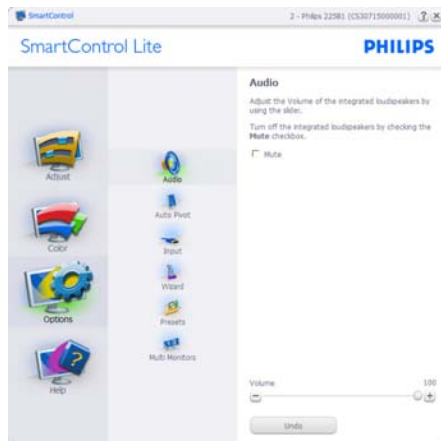 SmartControl
2 - Philips 225B1 (CS30715000001)
SmartControl Lite
PHILIPS
Adjust
Color
Options
Help
Audio
Auto Pivot
Input
Wizard
Presets
Multi Monitors
Audio
Adjust the Volume of the integrated loudspeakers by
using the slider.
Turn off the integrated loudspeakers by checking the
Mute checkbox.
Mute
Volume 100
Undo